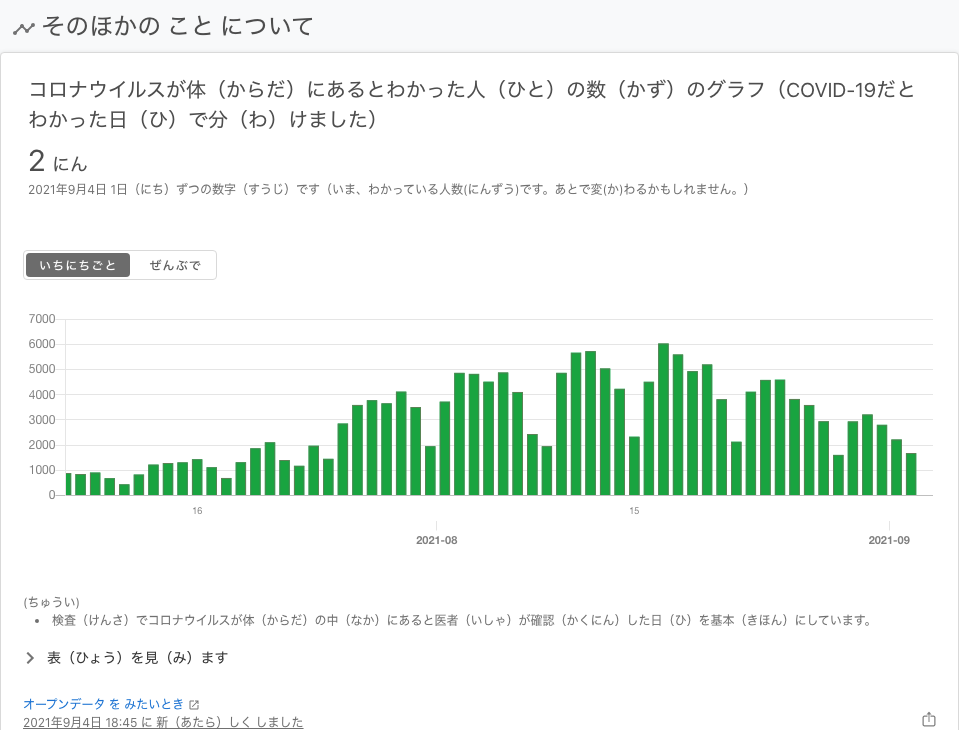 そのほかの こと について
コロナウイルスが体（からだ）にあるとわかった人（ひと）の数（かず）のグラフ（COVID-19だと
わかった日（ひ）で分（わ）けました）
2 にん
2021年9月4日 1日（にち）ずつの数字（すうじ）です（いま、わかっている人数(にんずう)です。あとで変(か)わるかもしれません。）
いちにちごと ぜんぶで
7000
6000
5000
4000
3000
2000
1000
0
16 15
2021-08 2021-09
(ちゅうい)
• 検査（けんさ）でコロナウイルスが体（からだ）の中（なか）にあると医者（いしゃ）が確認（かくにん）した日（ひ）を基本（きほん）にしています。
表（ひょう）を見（み）ます
オープンデータ を みたいとき
2021年9月4日 18:45 に 新（あたら）しく しました